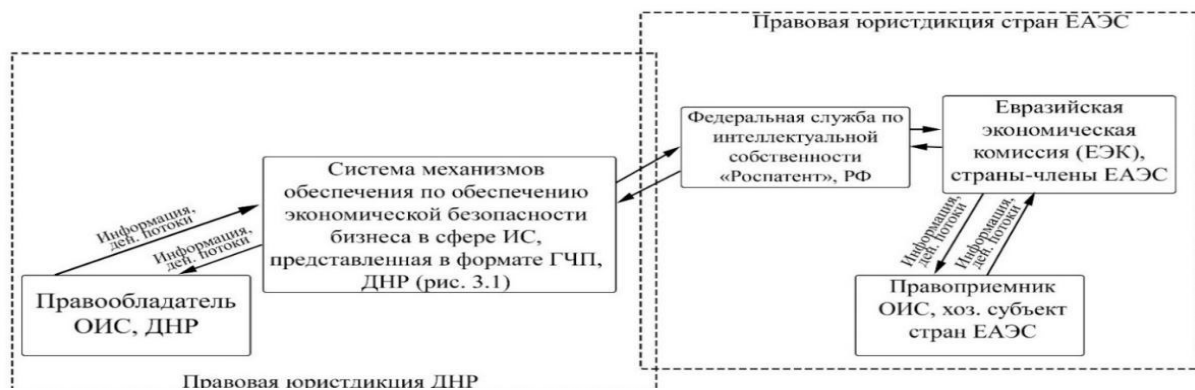 Правовая юристдикция стран ЕАЭС
Федеральная служба по
интеллектуальной
собственности
«Роспатент», РФ
Евразийская
экономическая
комиссия (ЕЭК),
страны-члены ЕАЭС
Система механизмов
обеспечения по обеспечению
экономической безопасности
бизнеса в сфере ИС,
представленная в формате ГЧП,
ДНР (рис. 3.1)
Информация,
ден. потоки
Информация,
ден. потоки
Информация,
ден. потоки
Информация,
ден. потоки
Правообладатель
ОИС, ДНР
Правоприемник
ОИС, хоз. субъект
стран ЕАЭС
Правовая юристдикция ДНР